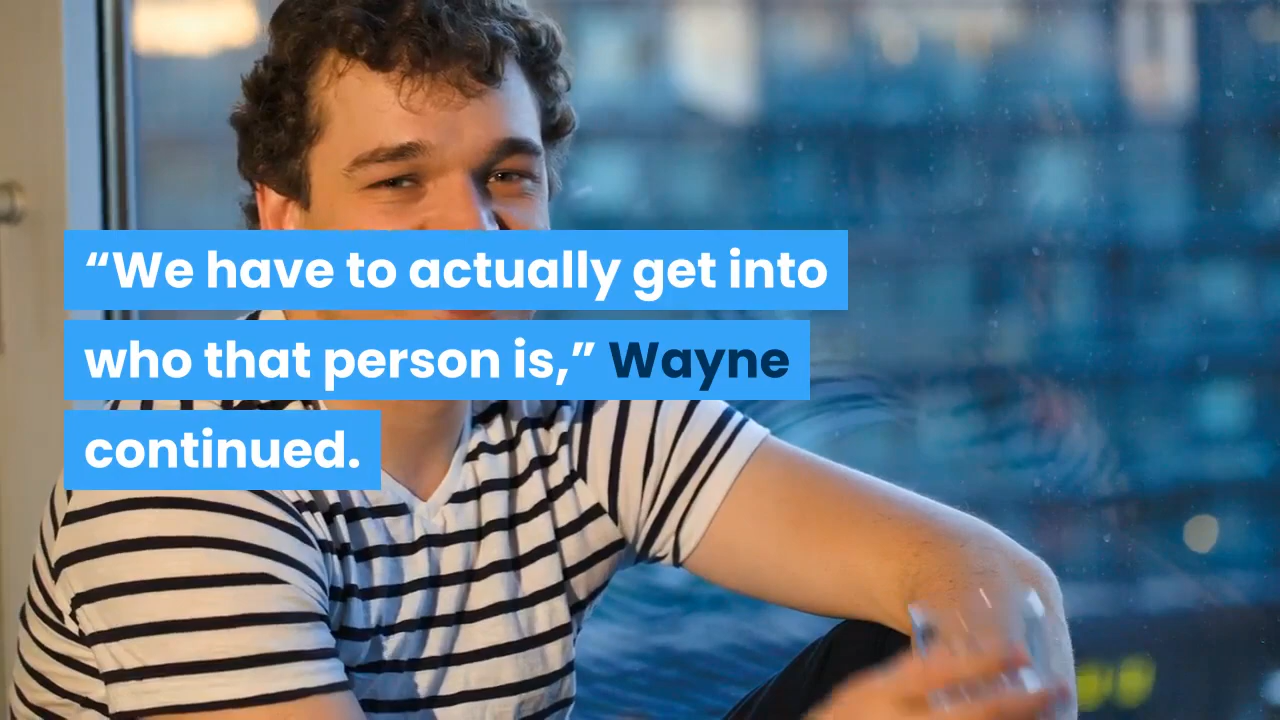 “We have to actually get into
who that person is,” Wayne
continued.